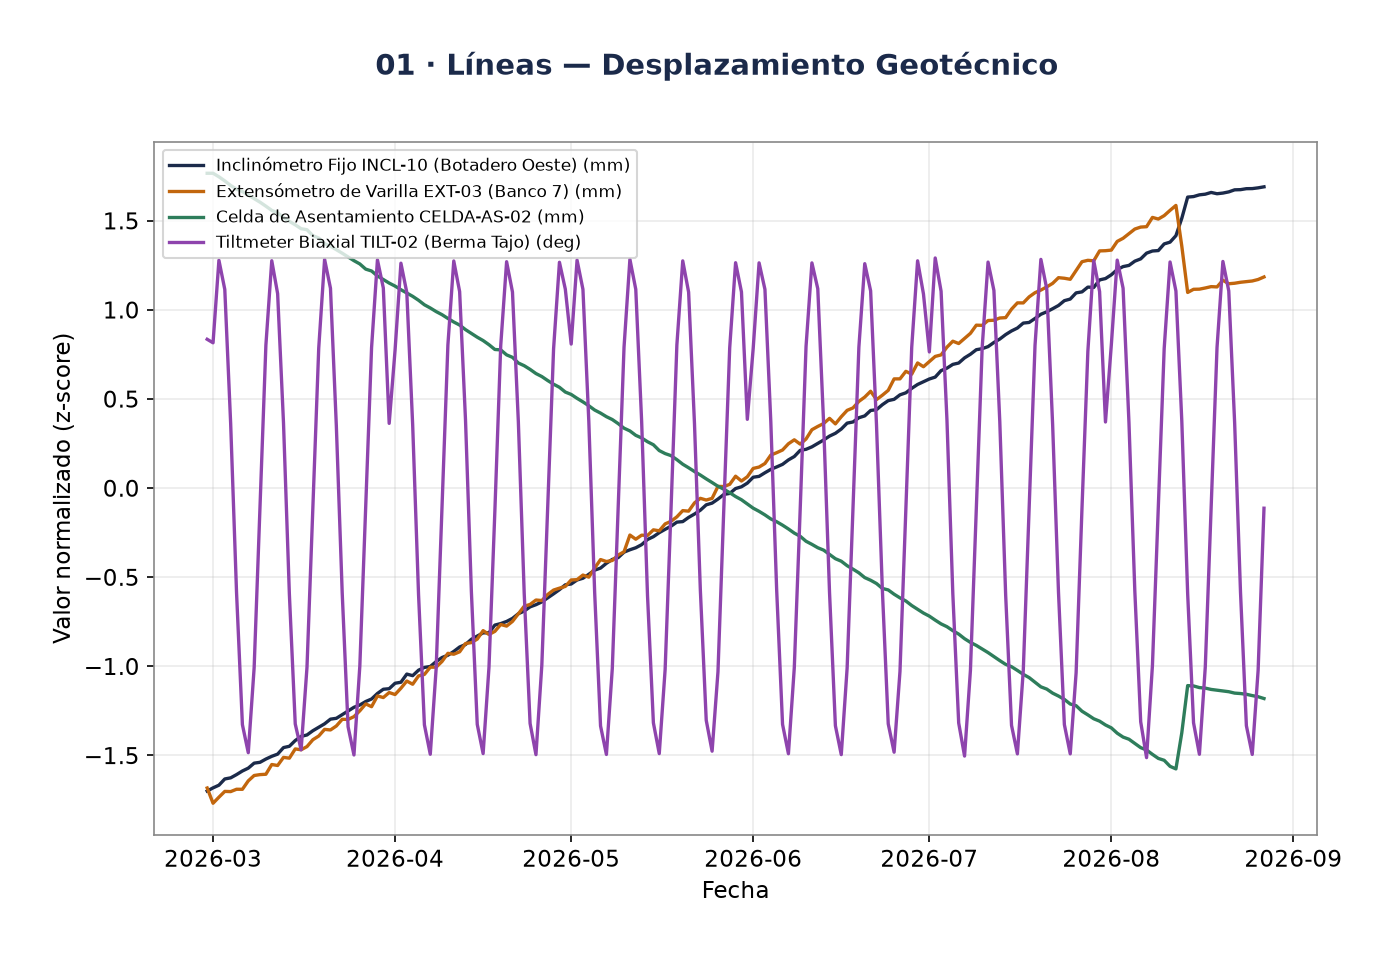 01 · Líneas — Desplazamiento Geotécnico
Inclinómetro Fijo INCL-10 (Botadero Oeste) (mm)
Extensómetro de Varilla EXT-03 (Banco 7) (mm)
Celda de Asentamiento CELDA-AS-02 (mm)
Tiltmeter Biaxial TILT-02 (Berma Tajo) (deg)
Valor normalizado (z-score)
1.5
1.0
0.5
0.0
−0.5
−1.0
−1.5
2026-03 2026-04 2026-05 2026-06 2026-07 2026-08 2026-09
Fecha